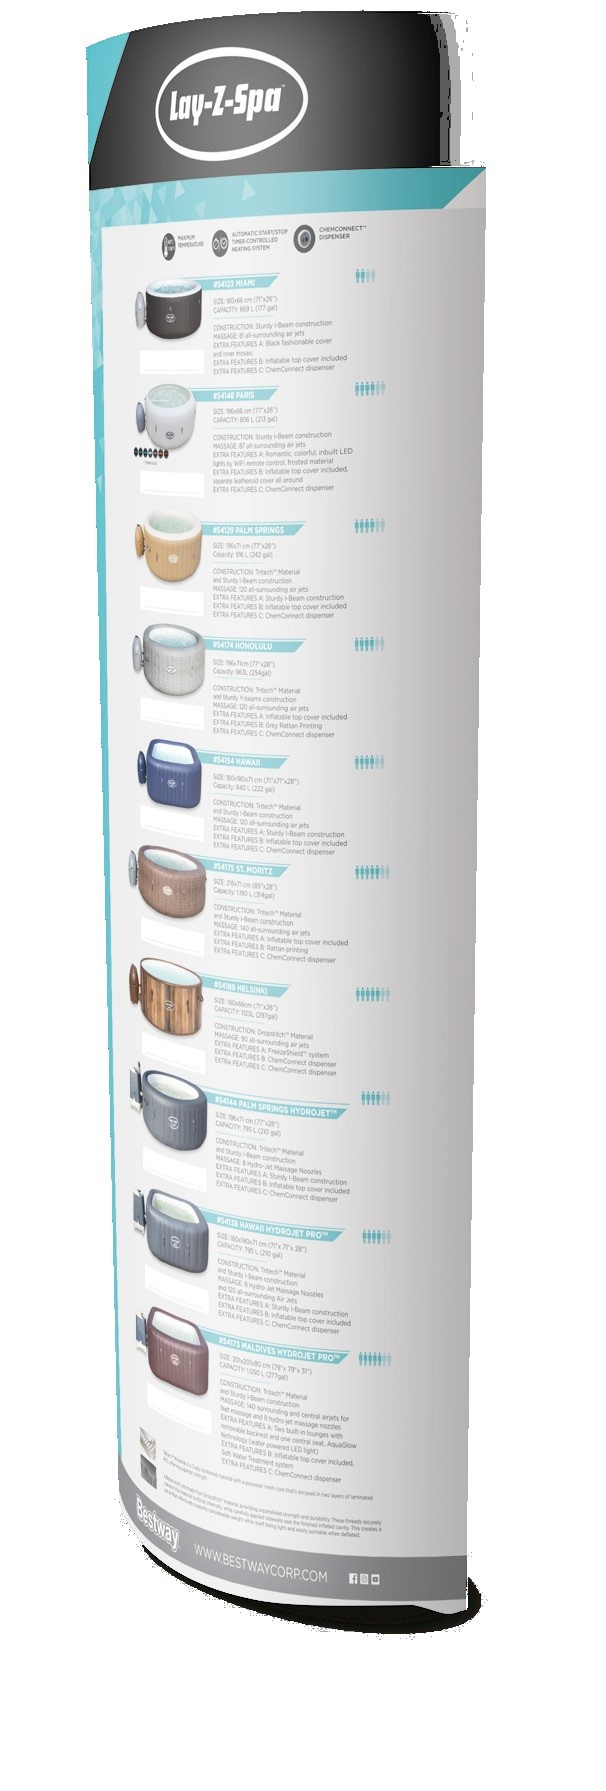 Lay-Z-Spa™
MAXIMUM
TEMPERATURE
AUTOMATIC START/STOP
TIMER-CONTROLLED
HEATING SYSTEM
CHEMCONNECT™
DISPENSER
#54123 MIAMI
SIZE: 180x66 cm (71"x26")
CAPACITY: 669 L (177 gal)
CONSTRUCTION: Sturdy I-Beam construction
MASSAGE: 81 all-surrounding air jets
EXTRA FEATURES A: Black fashionable cover
and inner mosaic
EXTRA FEATURES B: Inflatable top cover included
EXTRA FEATURES C: ChemConnect dispenser
#54148 PARIS
SIZE: 196x66 cm (77"x26")
CAPACITY: 806 L (213 gal)
CONSTRUCTION: Sturdy I-Beam construction
MASSAGE: 87 all-surrounding air jets
EXTRA FEATURES A: Romantic, colorful, inbuilt LED
lights by WiFi remote control, frosted material
EXTRA FEATURES B: Inflatable top cover included,
separate leatheroid cover all around
EXTRA FEATURES C: ChemConnect dispenser
#54129 PALM SPRINGS
SIZE: 196x71 cm (77"x28")
Capacity: 916 L (242 gal)
CONSTRUCTION: Tritech™ Material
and Sturdy I-Beam construction
MASSAGE: 120 all-surrounding air jets
EXTRA FEATURES A: Sturdy I-Beam construction
EXTRA FEATURES B: Inflatable top cover included
EXTRA FEATURES C: ChemConnect dispenser
#54174 HONOLULU
SIZE: 196x71cm (77"x28")
Capacity: 963L (254gal)
CONSTRUCTION: Tritech™ Material
and Sturdy Y-beams construction
MASSAGE: 120 all-surrounding air jets
EXTRA FEATURES A: Inflatable top cover included
EXTRA FEATURES B: Grey Rattan Printing
EXTRA FEATURES C: ChemConnect dispenser
#54154 HAWAII
SIZE: 180x180x71 cm (71"x71"x28")
Capacity: 840 L (222 gal)
CONSTRUCTION: Tritech™ Material
and Sturdy I-Beam construction
MASSAGE: 120 all-surrounding air jets
EXTRA FEATURES A: Sturdy I-Beam construction
EXTRA FEATURES B: Inflatable top cover included
EXTRA FEATURES C: ChemConnect dispenser
#54175 ST. MORITZ
SIZE: 216x71 cm (85"x28")
Capacity: 1190 L (314gal)
CONSTRUCTION: Tritech™ Material
and Sturdy I-Beam construction
MASSAGE: 140 all-surrounding air jets
EXTRA FEATURES A: Inflatable top cover included
EXTRA FEATURES B: Rattan printing
EXTRA FEATURES C: ChemConnect dispenser
#54189 HELSINKI
SIZE: 180x66cm (71"x26")
CAPACITY: 1123L (297gal)
CONSTRUCTION: Dropstitch™ Material
MASSAGE: 90 all-surrounding air jets
EXTRA FEATURES A: FreezeShield™ system
EXTRA FEATURES B: ChemConnect dispenser
EXTRA FEATURES C: ChemConnect dispenser
#54144 PALM SPRINGS HYDROJET™
SIZE: 196x71 cm (77"x28")
CAPACITY: 795 L (210 gal)
CONSTRUCTION: Tritech™ Material
and Sturdy I-Beam construction
MASSAGE: 8 Hydro-Jet Massage Noozles
EXTRA FEATURES A: Sturdy I-Beam construction
EXTRA FEATURES B: Inflatable top cover included
EXTRA FEATURES C: ChemConnect dispenser
#54138 HAWAII HYDROJET PRO™
SIZE: 180x180x71 cm (71"x 71"x 28")
CAPACITY: 795 L (210 gal)
CONSTRUCTION: Tritech™ Material
and Sturdy I-Beam construction
MASSAGE: 8 Hydro-Jet Massage Noozles
and 120 all-surrounding Air Jets
EXTRA FEATURES A: Sturdy I-Beam construction
EXTRA FEATURES B: Inflatable top cover included
EXTRA FEATURES C: ChemConnect dispenser
#54173 MALDIVES HYDROJET PRO™
SIZE: 201x201x80 cm (79"x 79"x 31")
CAPACITY: 1.050 L (277gal)
CONSTRUCTION: Tritech™ Material
and Sturdy I-Beam construction
MASSAGE: 140 surrounding and central airjets for
feet massage and 8 hydro-jet massage nozzles
EXTRA FEATURES A: Two built-in lounges with
removable backrest and one central seat, AquaGlow
technology (water powered LED light)
EXTRA FEATURES B: Inflatable top cover included,
Soft Water Treatment system
EXTRA FEATURES C: ChemConnect dispenser
Bestway
WWW.BESTWAYCORP.COM